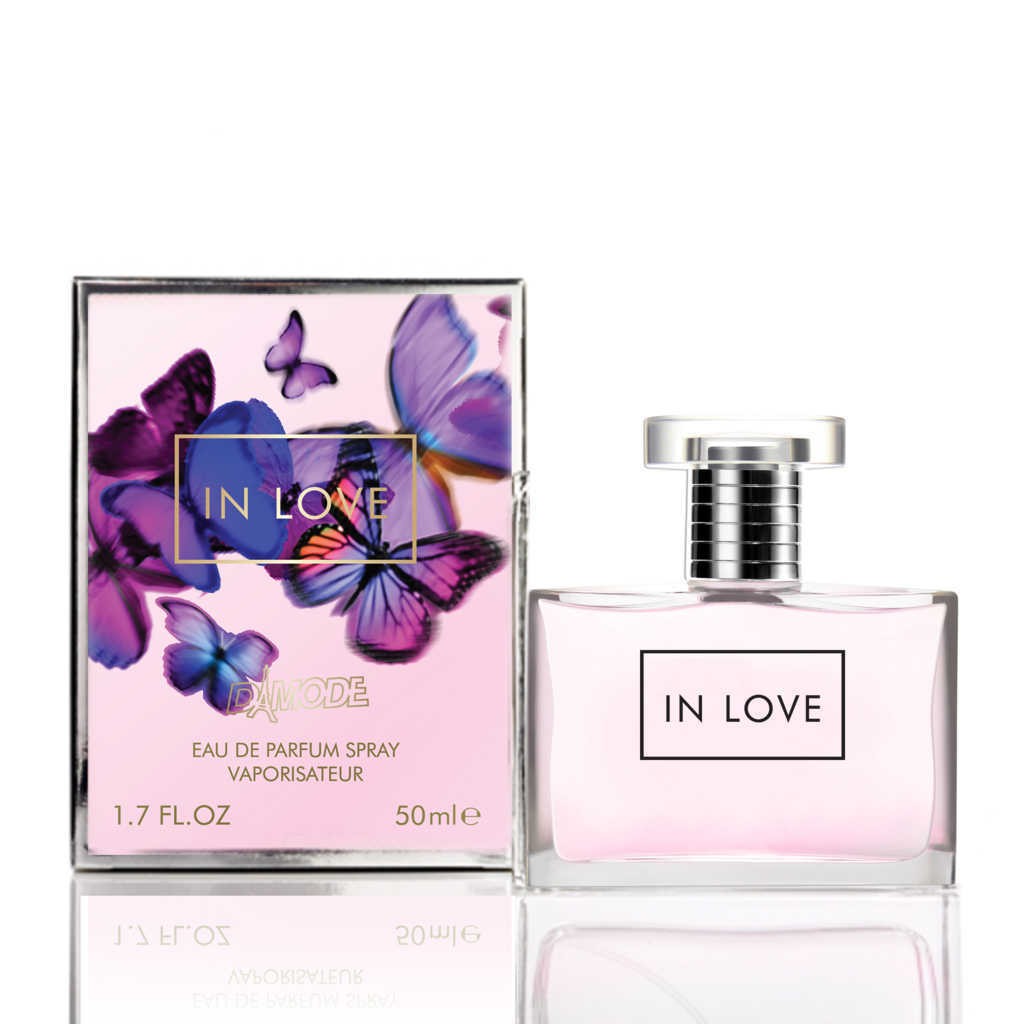 IN LOVE
DAMODE
EAU DE PARFUM SPRAY
VAPORISATEUR
1.7 FL.OZ 50ml℮
IN LOVE